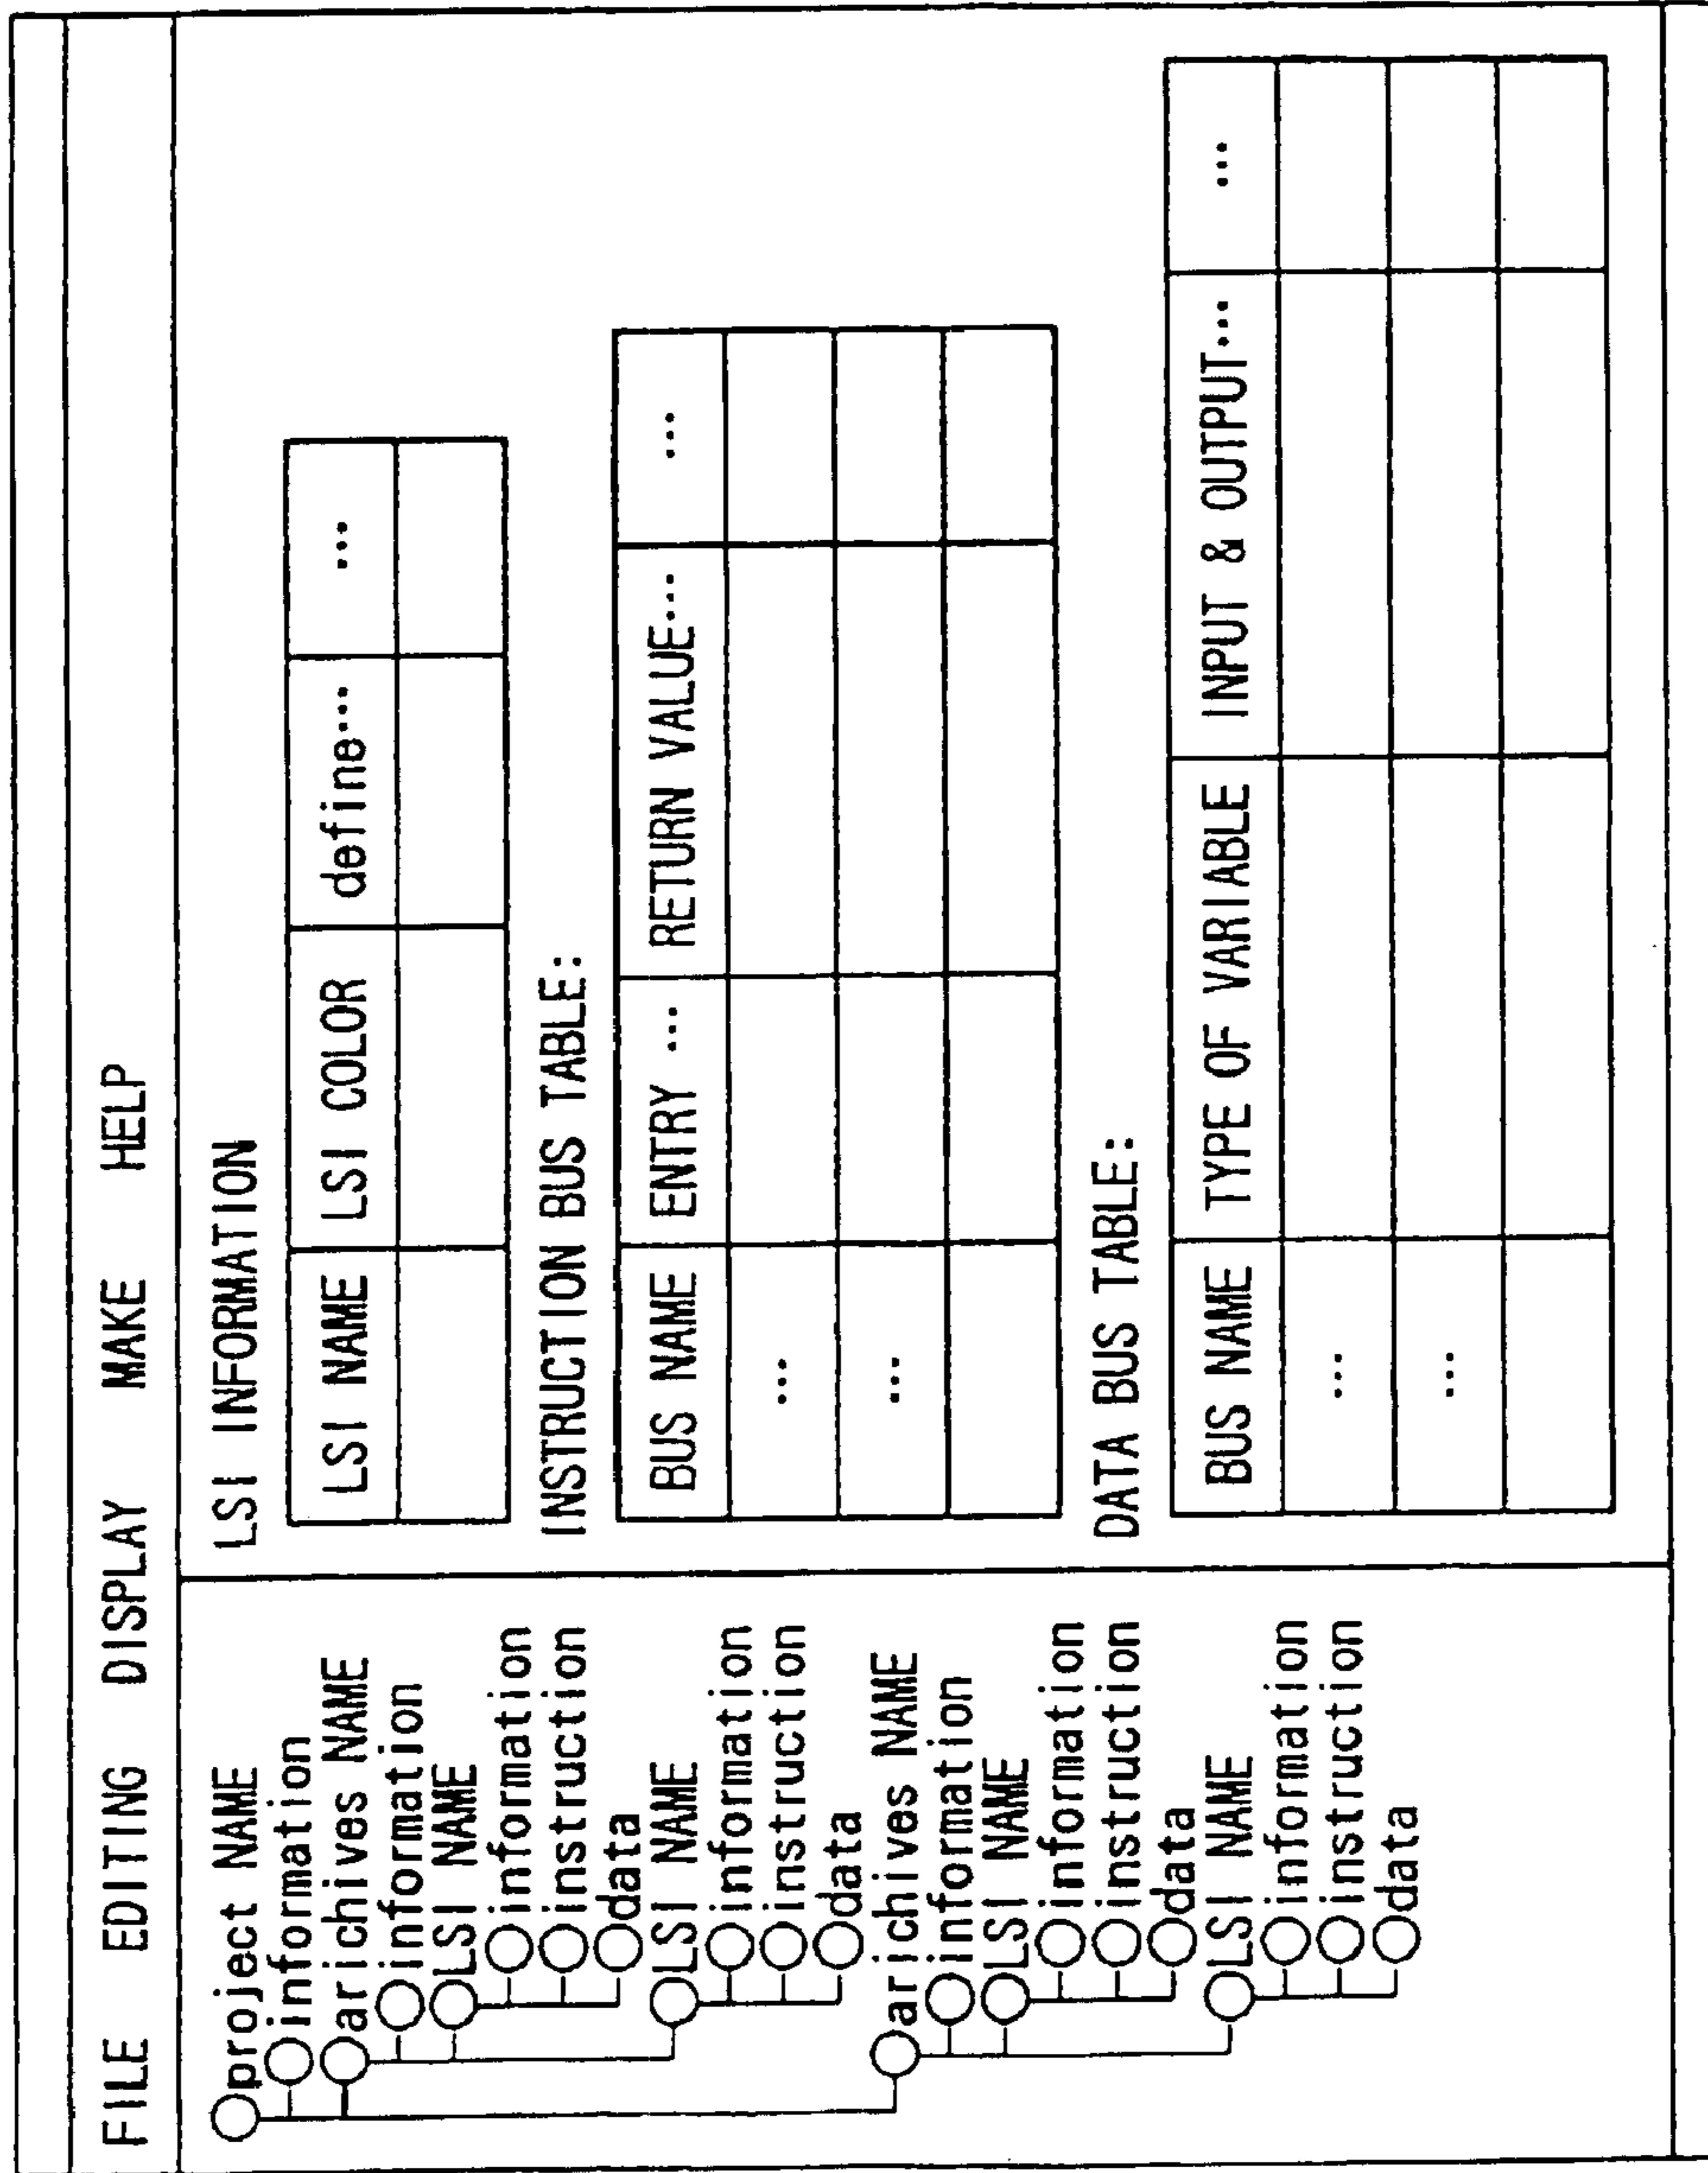 FILE EDITING DISPLAY MAKE HELP
project NAME
information
arichives NAME
information
LSI NAME
information
instruction
data
LSI NAME
information
instruction
data
arichives NAME
information
LSI NAME
information
instruction
data
LSI NAME
information
instruction
data
LSI INFORMATION
LSI NAME LSI COLOR define... ...
INSTRUCTION BUS TABLE:
BUS NAME ENTRY ... RETURN VALUE... ...
...
...
DATA BUS TABLE:
BUS NAME TYPE OF VARIABLE INPUT & OUTPUT... ...
...
...